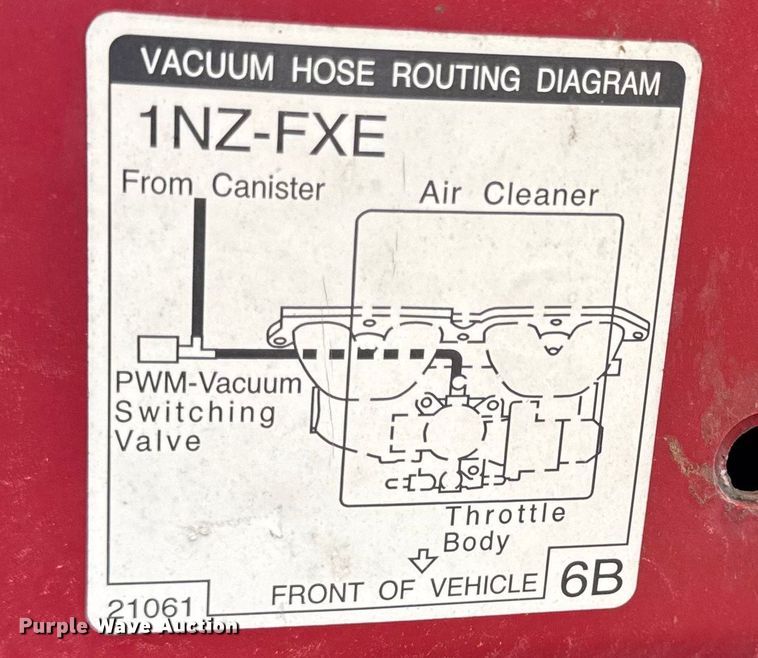 VACUUM HOSE ROUTING DIAGRAM
1NZ-FXE
From Canister
Air Cleaner
PWM-Vacuum
Switching
Valve
Throttle
Body
FRONT OF VEHICLE
6B
21061
Purple Wave Auction